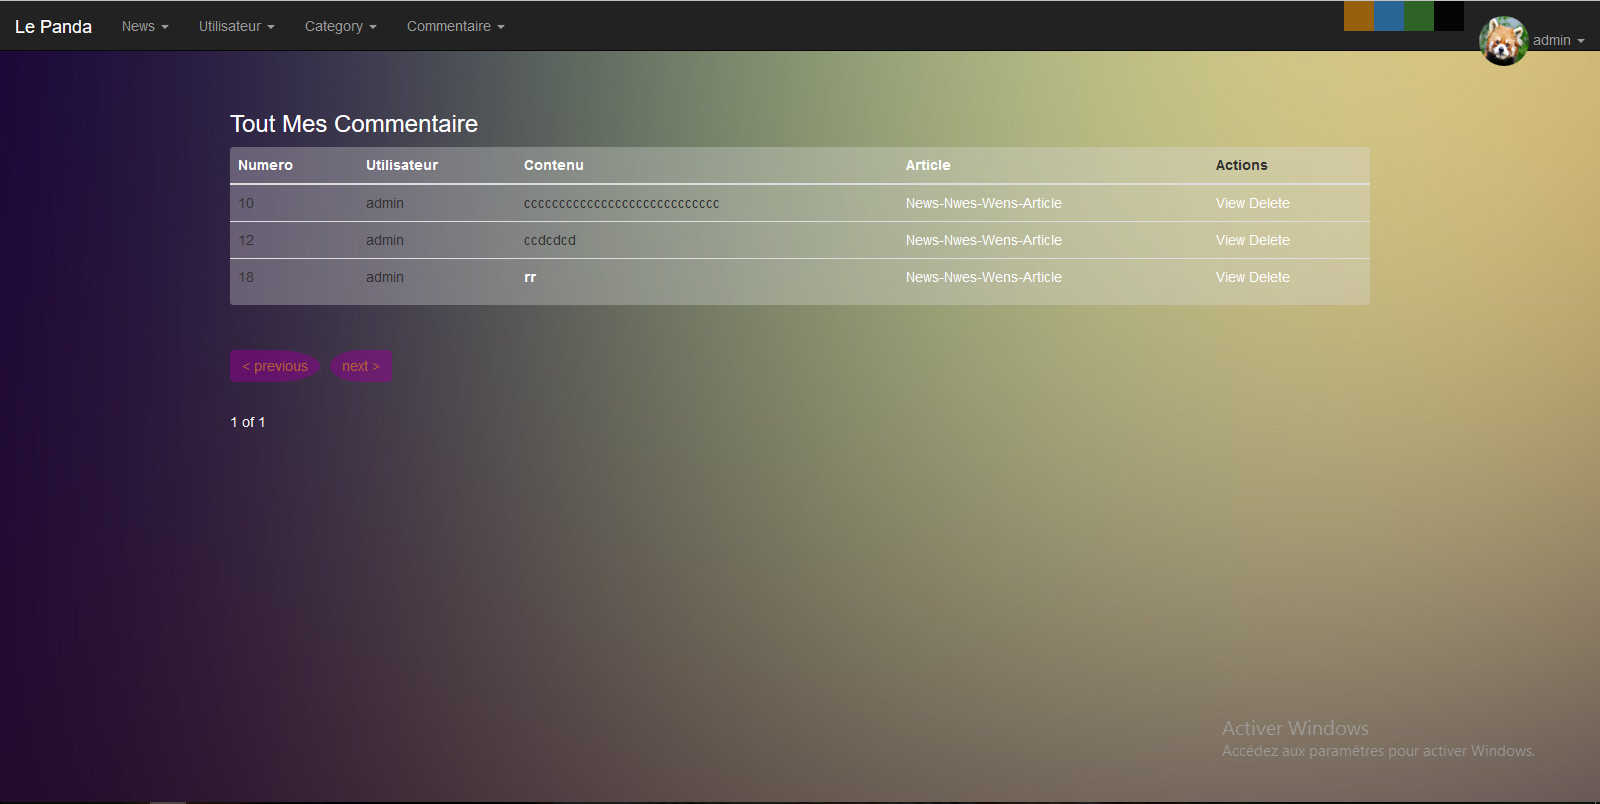 Le Panda News Utilisateur Category Commentaire admin
Tout Mes Commentaire
Numero Utilisateur Contenu Article Actions
10 admin cccccccccccccccccccccccccccc News-Nwes-Wens-Article View Delete
12 admin ccdcdcd News-Nwes-Wens-Article View Delete
18 admin rr News-Nwes-Wens-Article View Delete
< previous next >
1 of 1
Activer Windows
Accédez aux paramètres pour activer Windows.